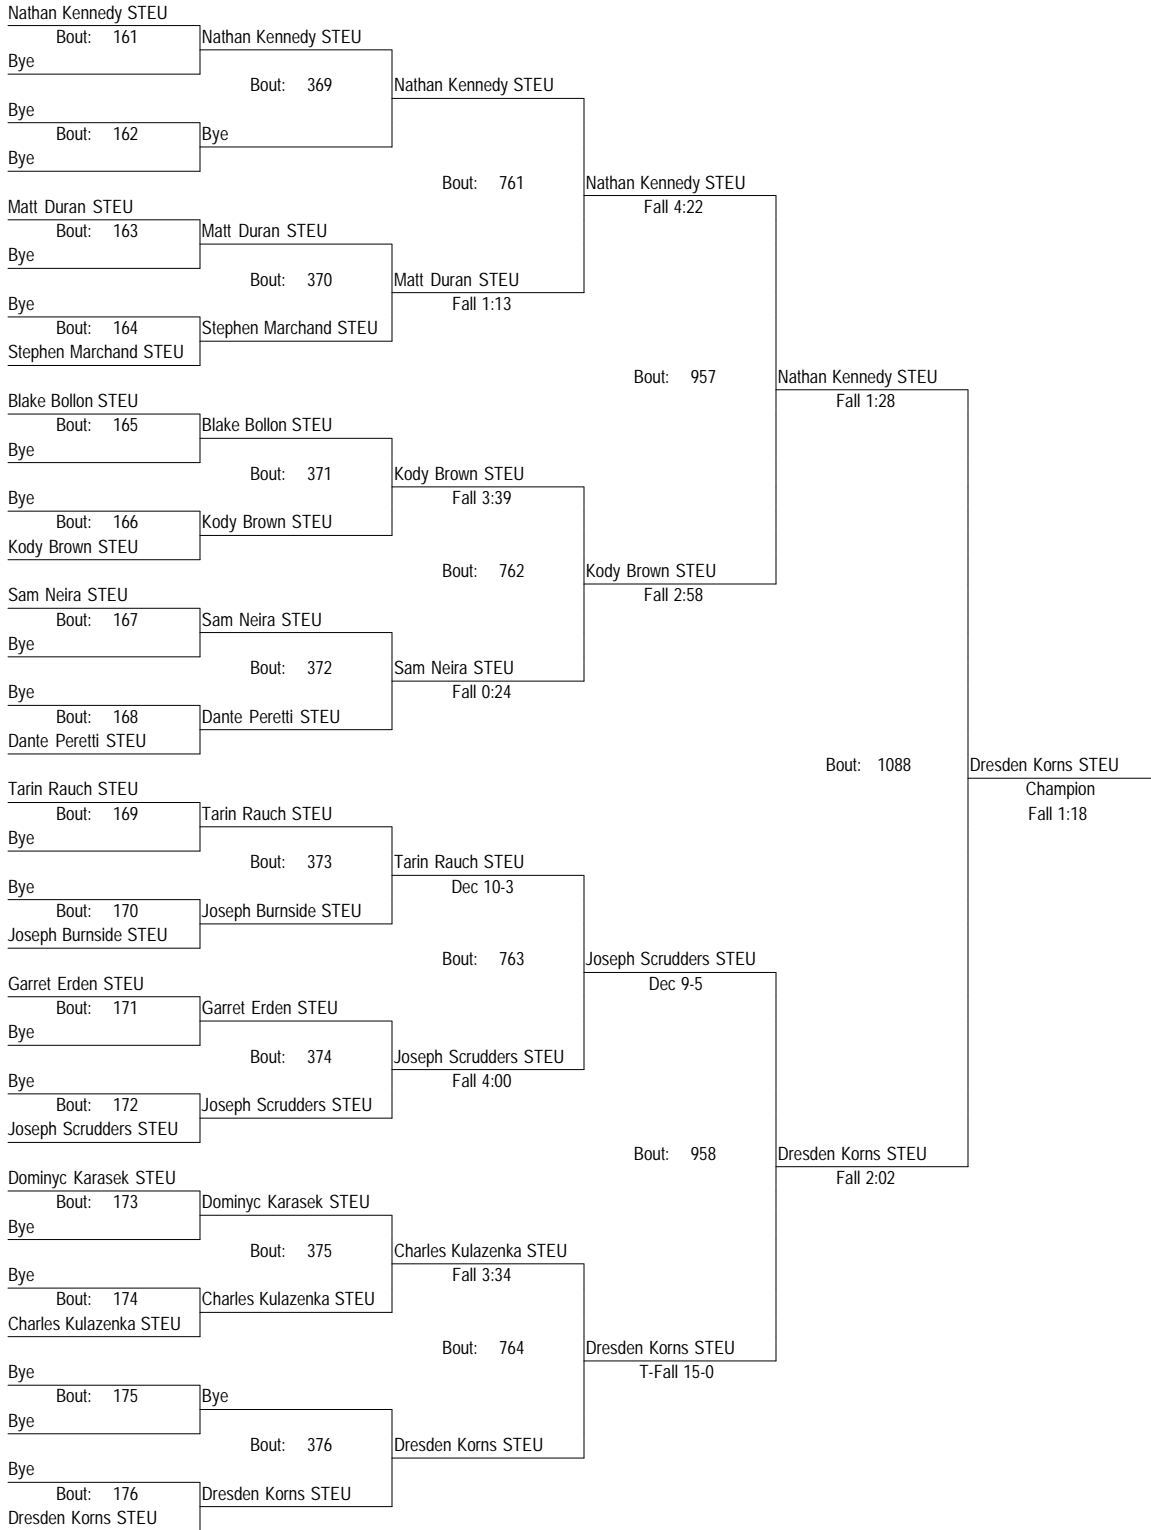 Nathan Kennedy STEU
Bout: 161
Nathan Kennedy STEU
Bye
Bout: 369
Nathan Kennedy STEU
Bye
Bout: 162
Bye
Bye
Bout: 761
Nathan Kennedy STEU
Fall 4:22
Matt Duran STEU
Bout: 163
Matt Duran STEU
Bye
Bout: 370
Matt Duran STEU
Fall 1:13
Bye
Bout: 164
Stephen Marchand STEU
Stephen Marchand STEU
Bout: 957
Nathan Kennedy STEU
Fall 1:28
Blake Bollon STEU
Bout: 165
Blake Bollon STEU
Bye
Bout: 371
Kody Brown STEU
Fall 3:39
Bye
Bout: 166
Kody Brown STEU
Kody Brown STEU
Bout: 762
Kody Brown STEU
Fall 2:58
Sam Neira STEU
Bout: 167
Sam Neira STEU
Bye
Bout: 372
Sam Neira STEU
Fall 0:24
Bye
Bout: 168
Dante Peretti STEU
Dante Peretti STEU
Bout: 1088
Dresden Korns STEU
Champion
Fall 1:18
Tarin Rauch STEU
Bout: 169
Tarin Rauch STEU
Bye
Bout: 373
Tarin Rauch STEU
Dec 10-3
Bye
Bout: 170
Joseph Burnside STEU
Joseph Burnside STEU
Bout: 763
Joseph Scrudders STEU
Dec 9-5
Garret Erden STEU
Bout: 171
Garret Erden STEU
Bye
Bout: 374
Joseph Scrudders STEU
Fall 4:00
Bye
Bout: 172
Joseph Scrudders STEU
Joseph Scrudders STEU
Bout: 958
Dresden Korns STEU
Fall 2:02
Dominyc Karasek STEU
Bout: 173
Dominyc Karasek STEU
Bye
Bout: 375
Charles Kulazenka STEU
Fall 3:34
Bye
Bout: 174
Charles Kulazenka STEU
Charles Kulazenka STEU
Bout: 764
Dresden Korns STEU
T-Fall 15-0
Bye
Bout: 175
Bye
Bye
Bout: 376
Dresden Korns STEU
Bye
Bout: 176
Dresden Korns STEU
Dresden Korns STEU